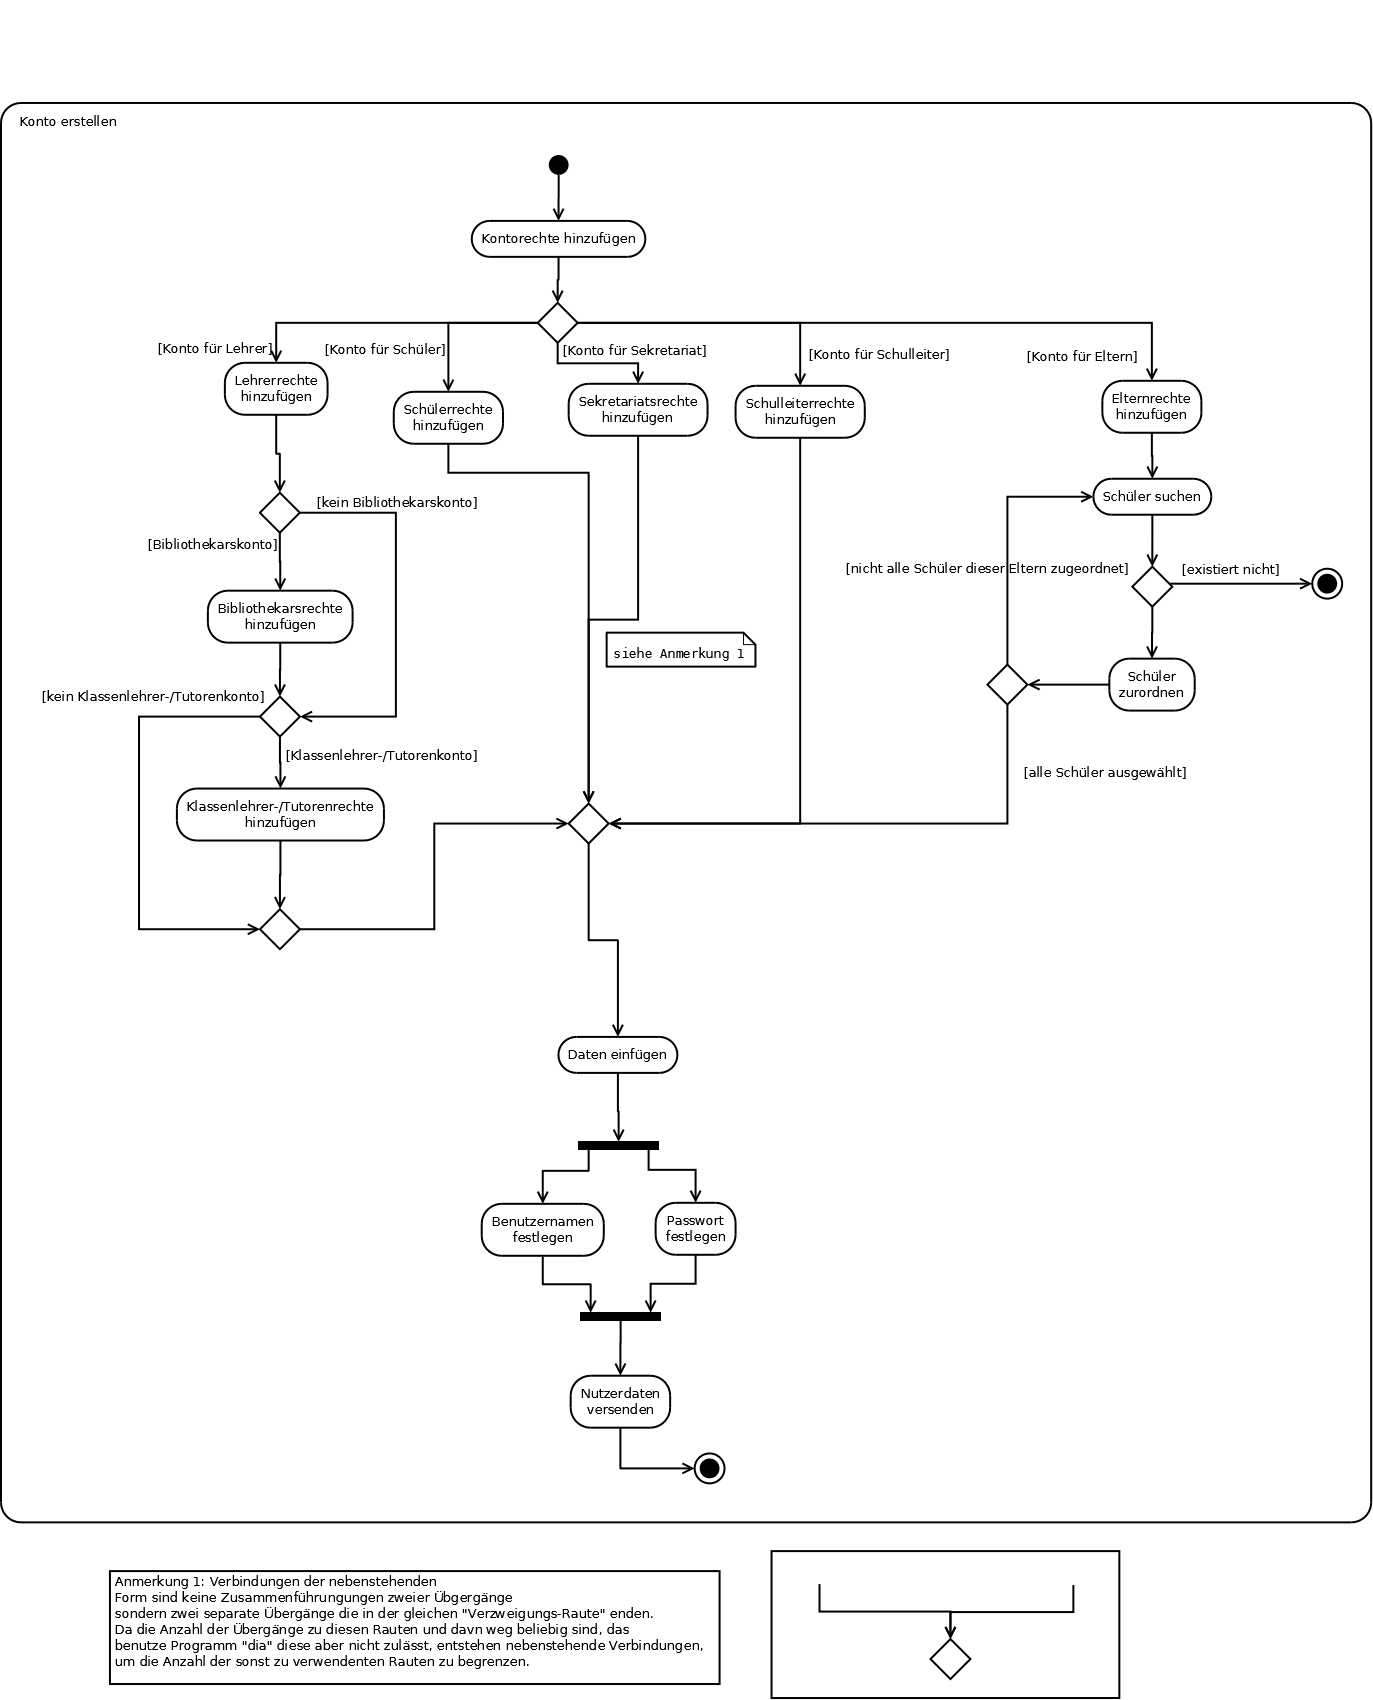 Konto erstellen
Kontorechte hinzufügen
[Konto für Lehrer]
[Konto für Schüler]
[Konto für Sekretariat]
[Konto für Schulleiter]
[Konto für Eltern]
Lehrerrechte
hinzufügen
Schülerrechte
hinzufügen
Sekretariatsrechte
hinzufügen
Schulleiterrechte
hinzufügen
Elternrechte
hinzufügen
[kein Bibliothekarskonto]
Schüler suchen
[Bibliothekarskonto]
[nicht alle Schüler dieser Eltern zugeordnet]
[existiert nicht]
Bibliothekarsrechte
hinzufügen
siehe Anmerkung 1
Schüler
zurordnen
[kein Klassenlehrer-/Tutorenkonto]
[Klassenlehrer-/Tutorenkonto]
[alle Schüler ausgewählt]
Klassenlehrer-/Tutorenrechte
hinzufügen
Daten einfügen
Benutzernamen
festlegen
Passwort
festlegen
Nutzerdaten
versenden
Anmerkung 1: Verbindungen der nebenstehenden
Form sind keine Zusammenführungungen zweier Übgergänge
sondern zwei separate Übergänge die in der gleichen "Verzweigungs-Raute" enden.
Da die Anzahl der Übergänge zu diesen Rauten und davn weg beliebig sind, das
benutze Programm "dia" diese aber nicht zulässt, entstehen nebenstehende Verbindungen,
um die Anzahl der sonst zu verwendenten Rauten zu begrenzen.